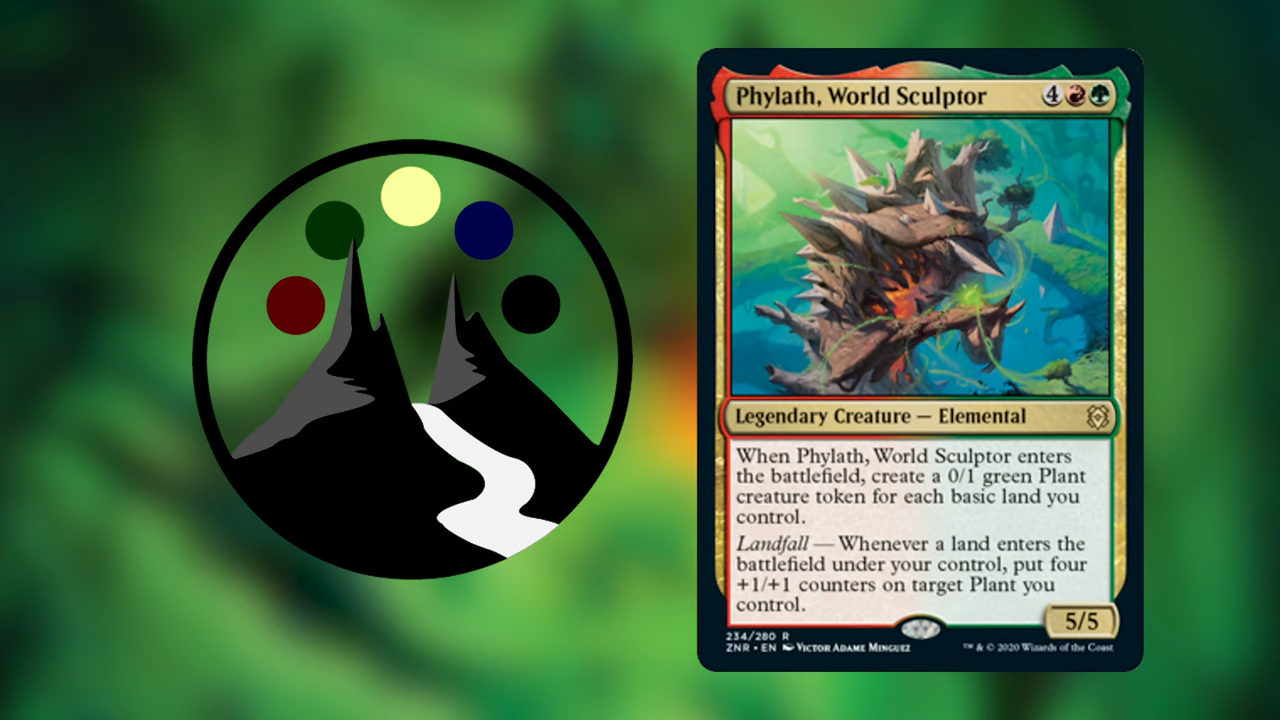 Phylath, World Sculptor 4
Legendary Creature — Elemental
When Phylath, World Sculptor enters
the battlefield, create a 0/1 green Plant
creature token for each basic land you
control.
Landfall — Whenever a land enters the
battlefield under your control, put four
+1/+1 counters on target Plant you
control.
5/5
234/280 R
ZNR • EN Victor Adame Minguez
™ & © 2020 Wizards of the Coast